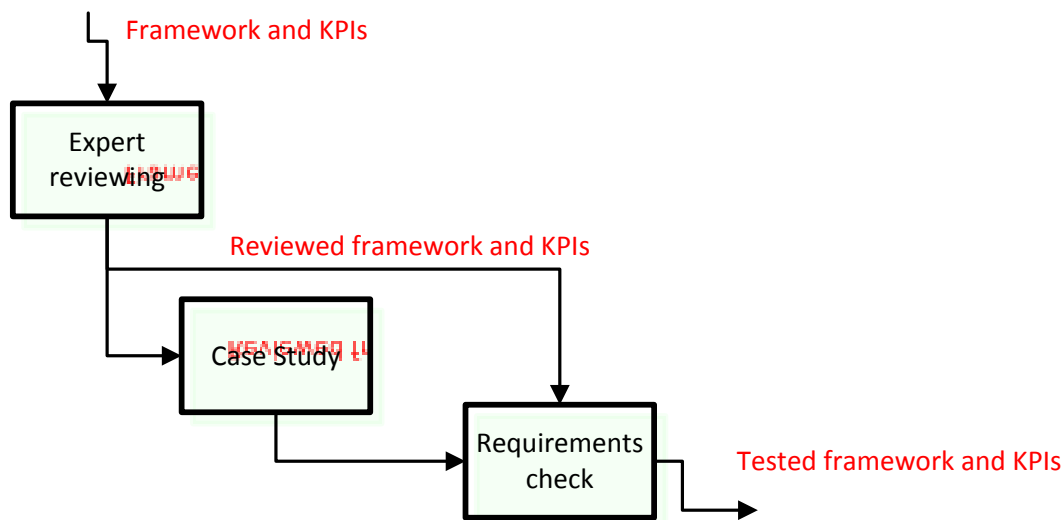 Framework and KPIs
Expert
reviewing
Reviewed framework and KPIs
Case Study
Requirements
check
Tested framework and KPIs